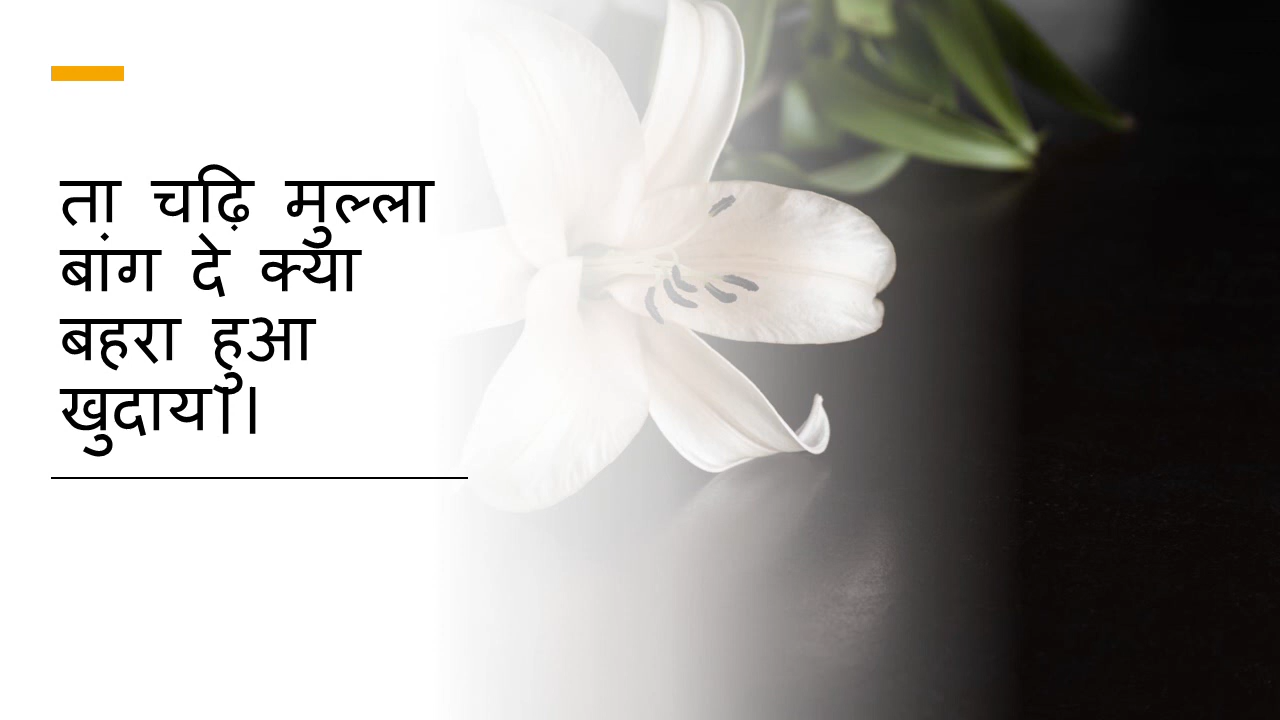 ता चढ़ि मुल्ला
बांग दे क्या
बहरा हुआ
खुदाय।।